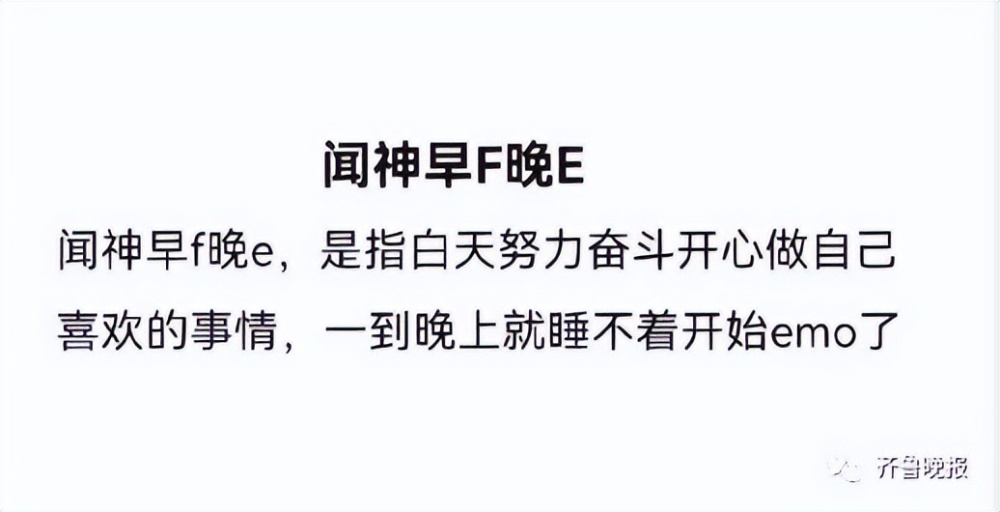 闻神早F晚E
闻神早f晚e，是指白天努力奋斗开心做自己
喜欢的事情，一到晚上就睡不着开始emo了
齐鲁晚报